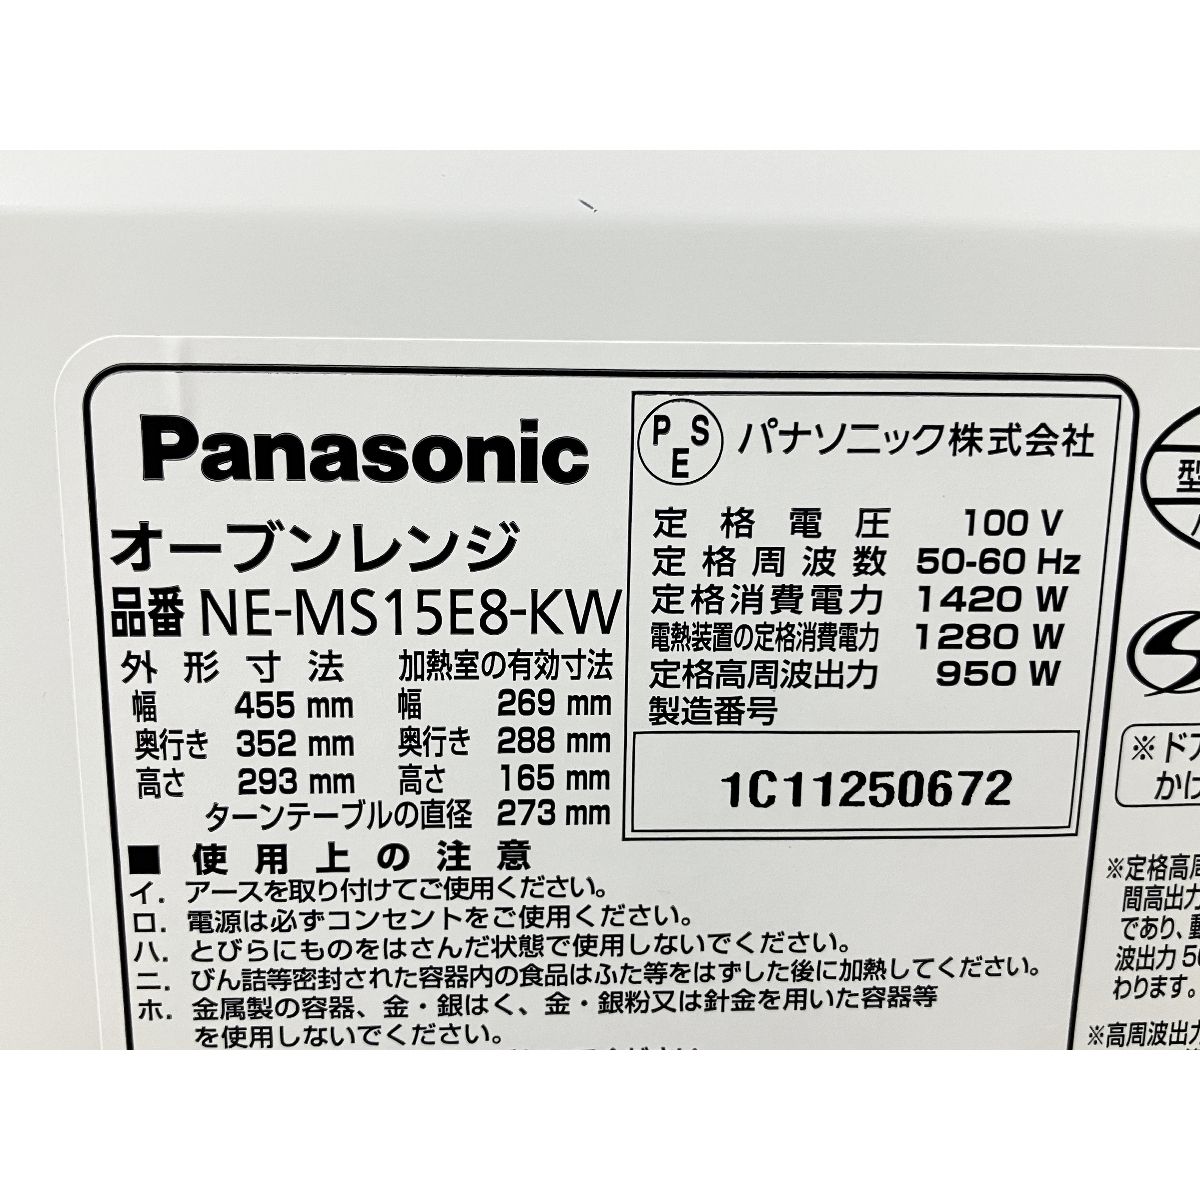 Panasonic
オーブンレンジ
品番 NE-MS15E8-KW
外形寸法 加熱室の有効寸法
幅 455 mm 幅 269 mm
奥行き 352 mm 奥行き 288 mm
高さ 293 mm 高さ 165 mm
ターンテーブルの直径 273 mm
PSE パナソニック株式会社
定格電圧 100 V
定格周波数 50-60 Hz
定格消費電力 1420 W
電熱装置の定格消費電力 1280 W
定格高周波出力 950 W
製造番号
1C11250672
■ 使用上の注意
イ. アースを取り付けてご使用ください。
ロ. 電源は必ずコンセントをご使用ください。
ハ. とびらにものをはさんだ状態で使用しないでください。
ニ. びん詰等密封された容器内の食品はふた等をはずした後に加熱してください。
ホ. 金属製の容器、金・銀はく、金・銀粉又は針金を用いた容器等
を使用しないでください。
型
※ドア
かけ
※定格高周
間高出力
であり、動
波出力 50
わります。
※高周波出力